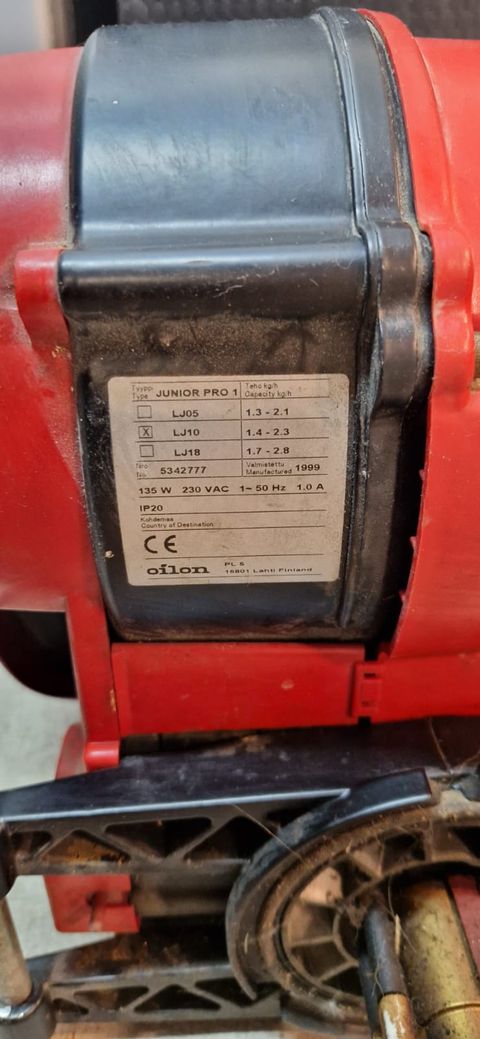 Tyyppi Teho kg/h
Type JUNIOR PRO 1 Capacity kg/h
LJ05 1.3 - 2.1
X LJ10 1.4 - 2.3
LJ18 1.7 - 2.8
Nro Valmistettu
No. 5342777 Manufactured 1999
135 W 230 VAC 1~ 50 Hz 1.0 A
IP20
Kohdemaa
Country of Destination
CE
oilon PL 5
15801 Lahti Finland